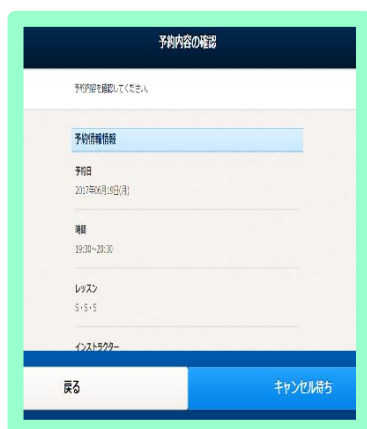 予約内容の確認
予約内容を確認してください。
予約情報情報
予約日
2017年06月19日(月)
時間
19:30~20:30
レッスン
S・S・S
インストラクター
戻る
キャンセル待ち